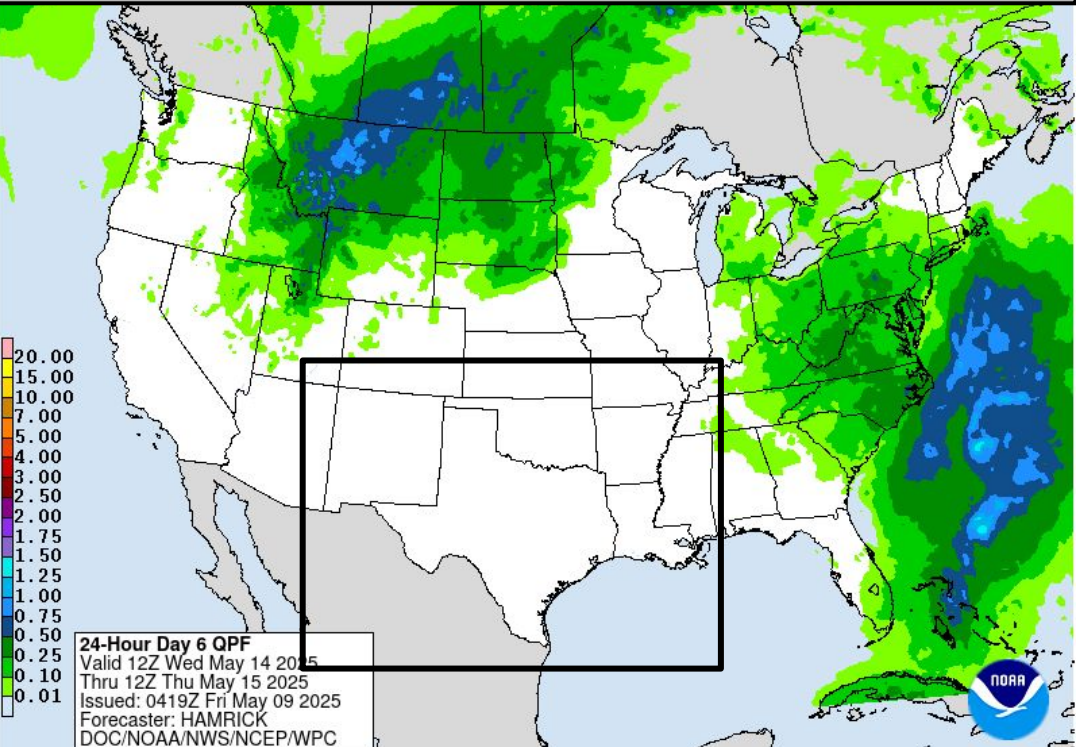 20.00
15.00
10.00
7.00
5.00
4.00
3.00
2.50
2.00
1.75
1.50
1.25
1.00
0.75
0.50
0.25
0.10
0.01
24-Hour Day 6 QPF
Valid 12Z Wed May 14 2025
Thru 12Z Thu May 15 2025
Issued: 0419Z Fri May 09 2025
Forecaster: HAMRICK
DOC/NOAA/NWS/NCEP/WPC
NOAA